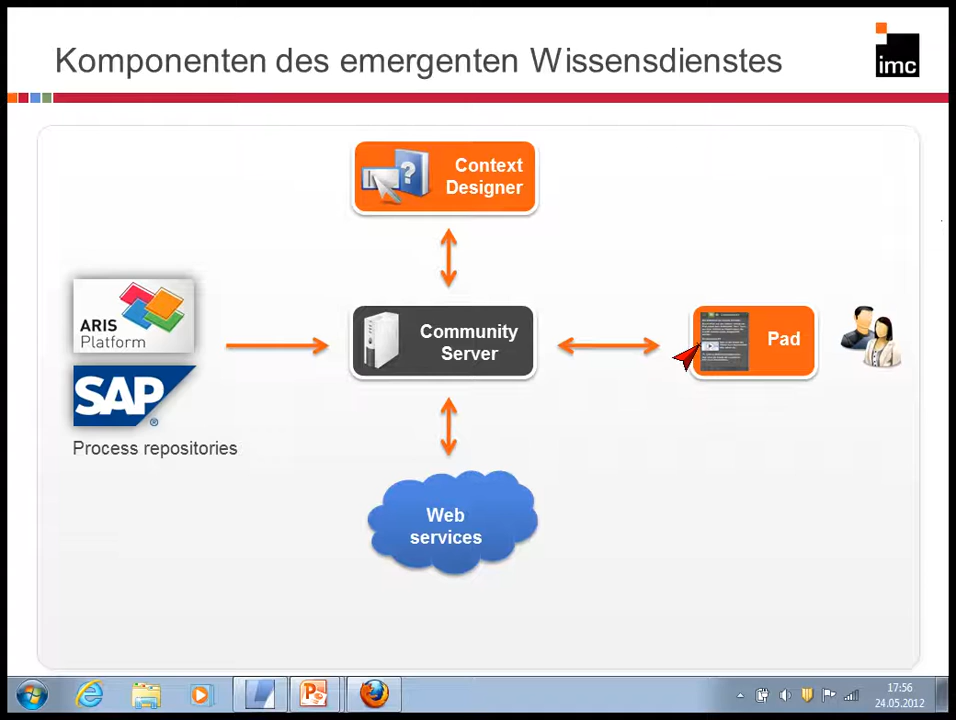 Komponenten des emergenten Wissensdienstes
imc
Context
Designer
ARIS
Platform
Community
Server
Pad
SAP
®
Process repositories
Web
services
17:56
24.05.2012